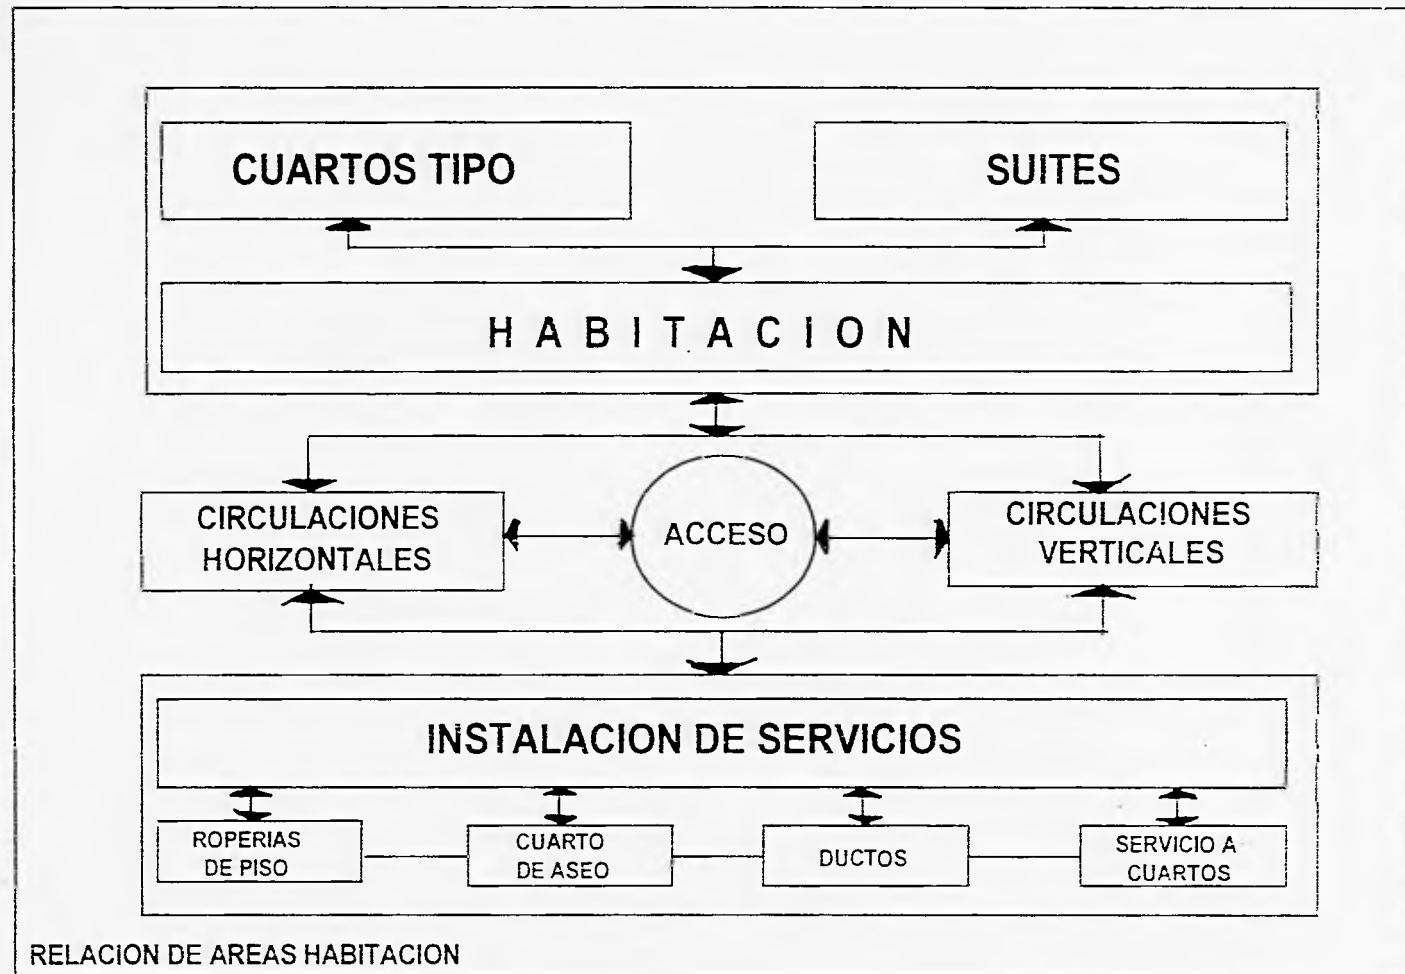 CUARTOS TIPO
SUITES
HABITACION
CIRCULACIONES
HORIZONTALES
ACCESO
CIRCULACIONES
VERTICALES
INSTALACION DE SERVICIOS
ROPERIAS
DE PISO
CUARTO
DE ASEO
DUCTOS
SERVICIO A
CUARTOS
RELACION DE AREAS HABITACION